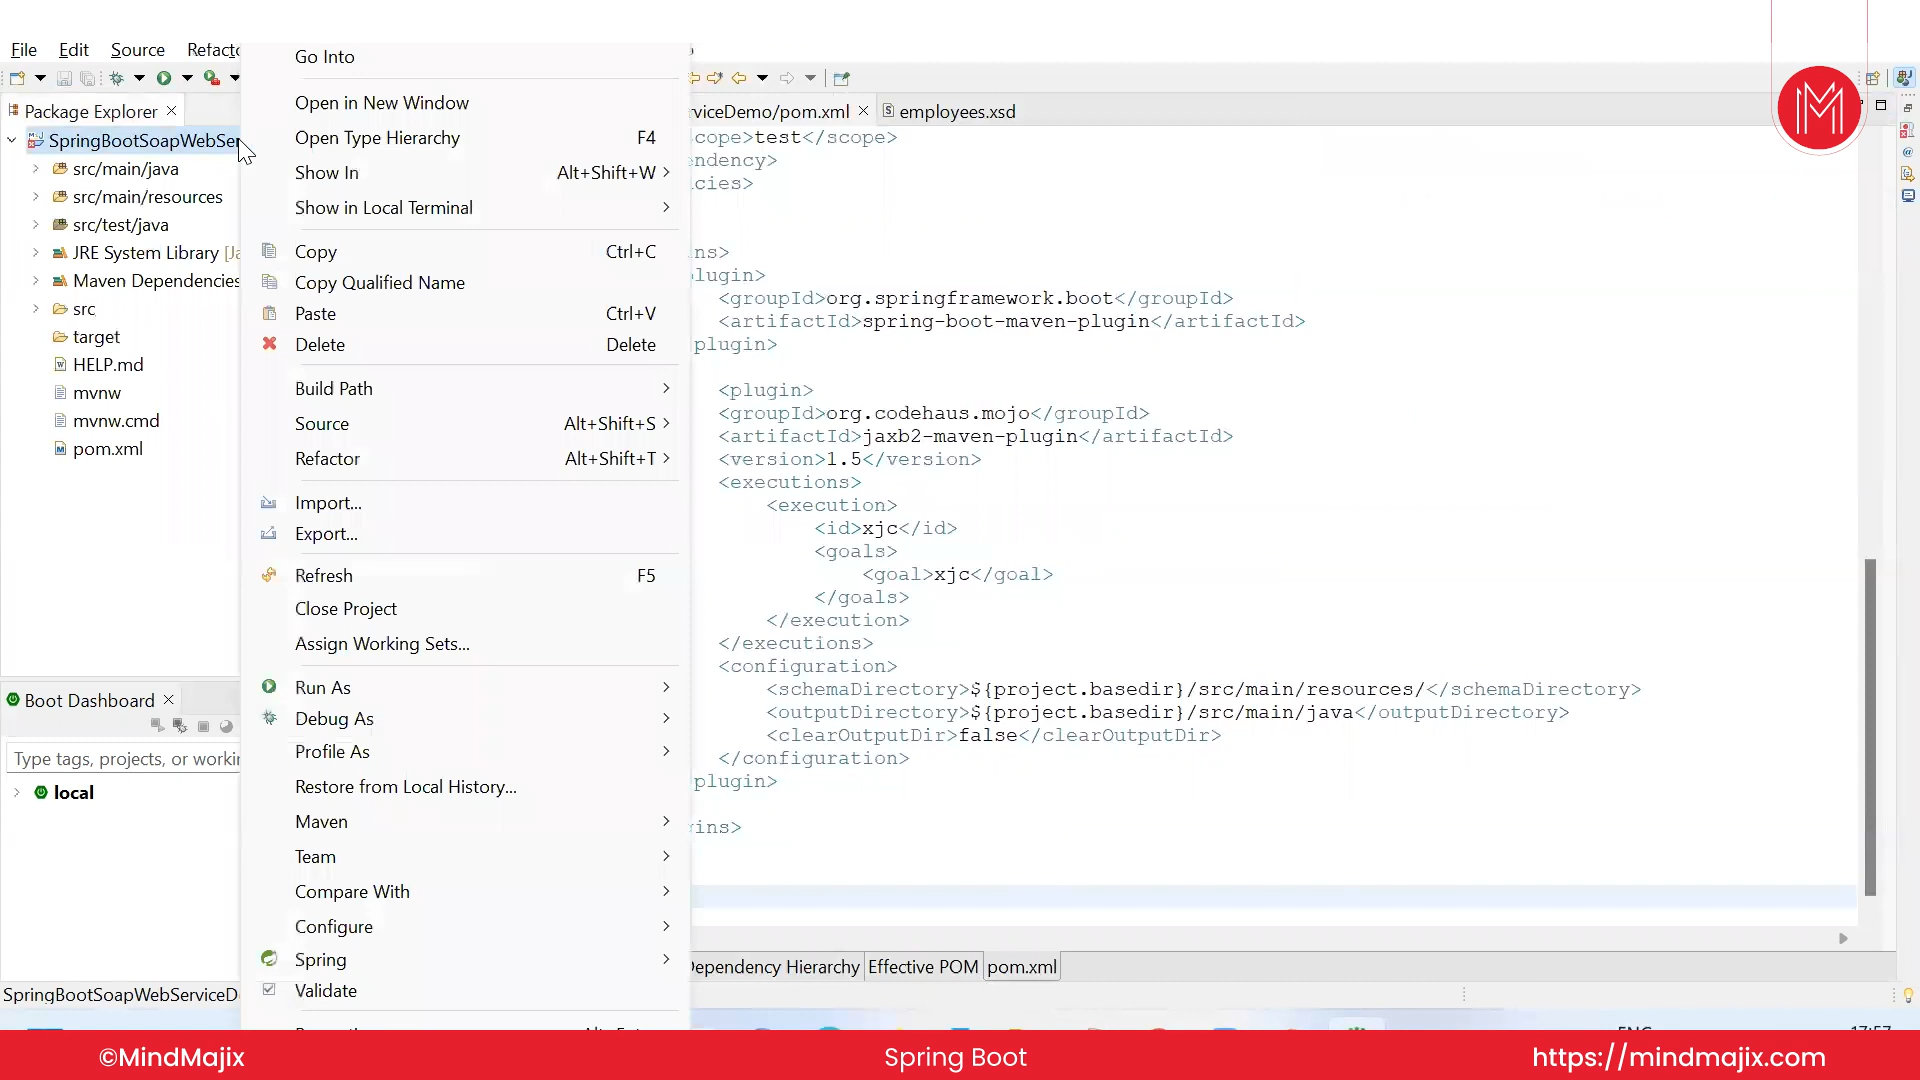 File Edit Source
Package Explorer
SpringBootSoapWebSer
src/main/java
src/main/resources
src/test/java
JRE System Library
Maven Dependencies
src
target
HELP.md
mvnw
mvnw.cmd
pom.xml
Boot Dashboard
Type tags, projects, or
local
SpringBootSoapWebServiceD
Go Into
Open in New Window
Open Type Hierarchy F4
Show In Alt+Shift+W
Show in Local Terminal
Copy Ctrl+C
Copy Qualified Name
Paste Ctrl+V
Delete Delete
Build Path
Source Alt+Shift+S
Refactor Alt+Shift+T
Import...
Export...
Refresh F5
Close Project
Assign Working Sets...
Run As
Debug As
Profile As
Restore from Local History...
Maven
Team
Compare With
Configure
Spring
Validate
viceDemo/pom.xml employees.xsd
cope>test</scope>
endency>
cies>
ns>
lugin>
<groupId>org.springframework.boot</groupId>
<artifactId>spring-boot-maven-plugin</artifactId>
plugin>
<plugin>
<groupId>org.codehaus.mojo</groupId>
<artifactId>jaxb2-maven-plugin</artifactId>
<version>1.5</version>
<executions>
<execution>
<id>xjc</id>
<goals>
<goal>xjc</goal>
</goals>
</execution>
</executions>
<configuration>
<schemaDirectory>${project.basedir}/src/main/resources/</schemaDirectory>
<outputDirectory>${project.basedir}/src/main/java</outputDirectory>
<clearOutputDir>false</clearOutputDir>
</configuration>
plugin>
ins>
Dependency Hierarchy Effective POM pom.xml
M
©MindMajix Spring Boot https://mindmajix.com